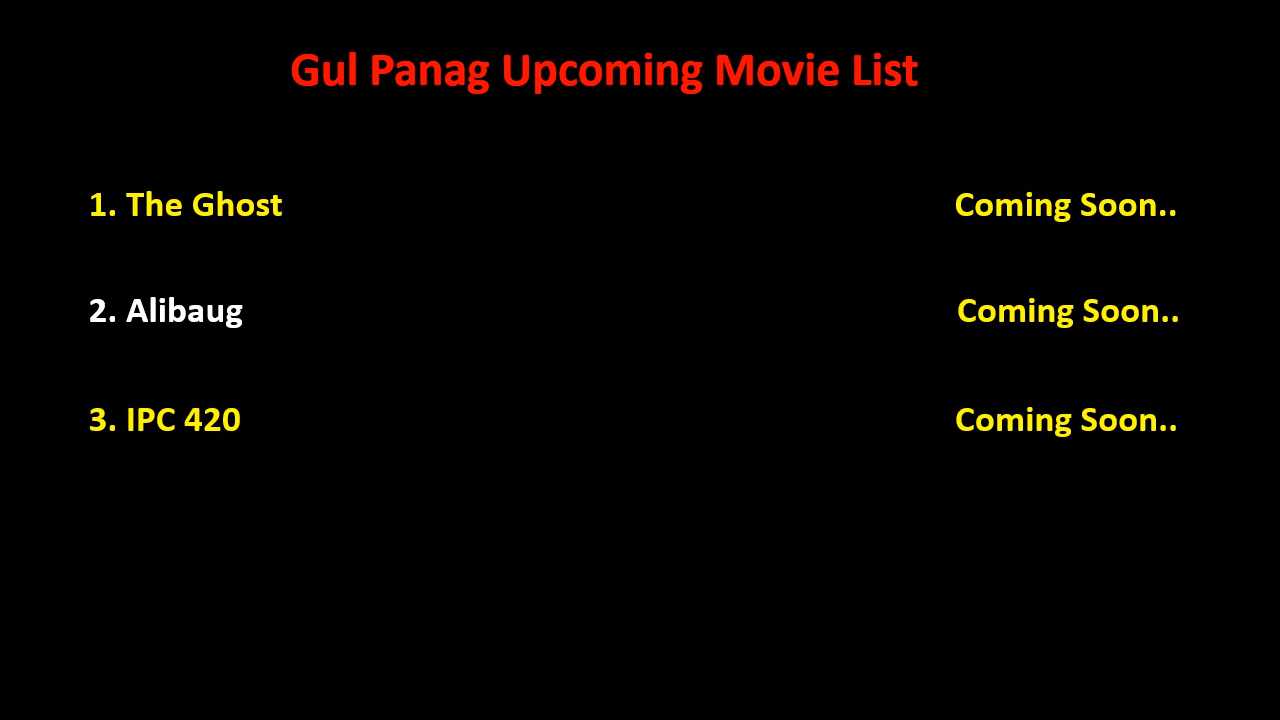 Gul Panag Upcoming Movie List
1. The Ghost Coming Soon..
2. Alibaug Coming Soon..
3. IPC 420 Coming Soon..